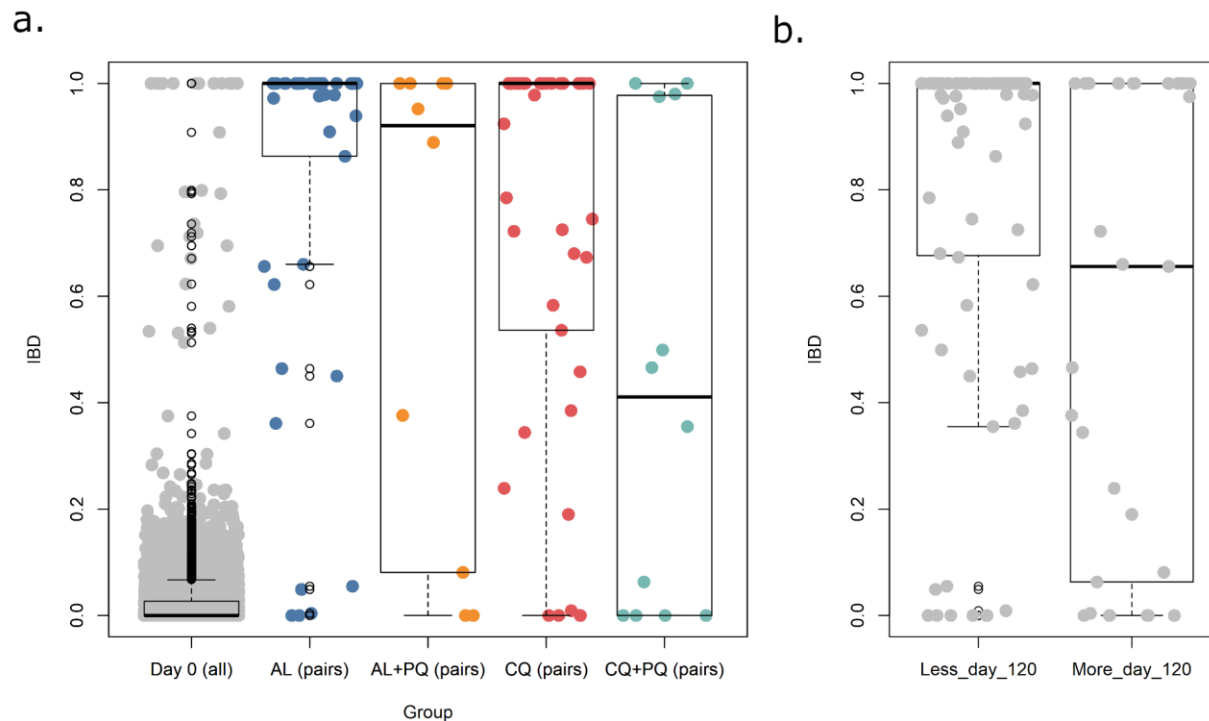 a.
b.
IBD
1.0
0.8
0.6
0.4
0.2
0.0
Day 0 (all) AL (pairs) AL+PQ (pairs) CQ (pairs) CQ+PQ (pairs)
Group
IBD
1.0
0.8
0.6
0.4
0.2
0.0
Less_day_120 More_day_120